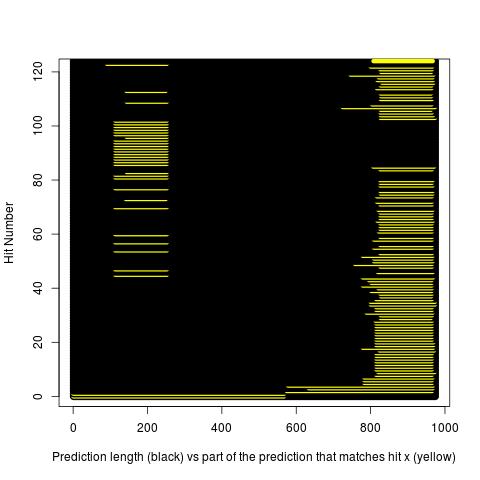 120
100
80
60
40
20
0
Hit Number
0 200 400 600 800 1000
Prediction length (black) vs part of the prediction that matches hit x (yellow)